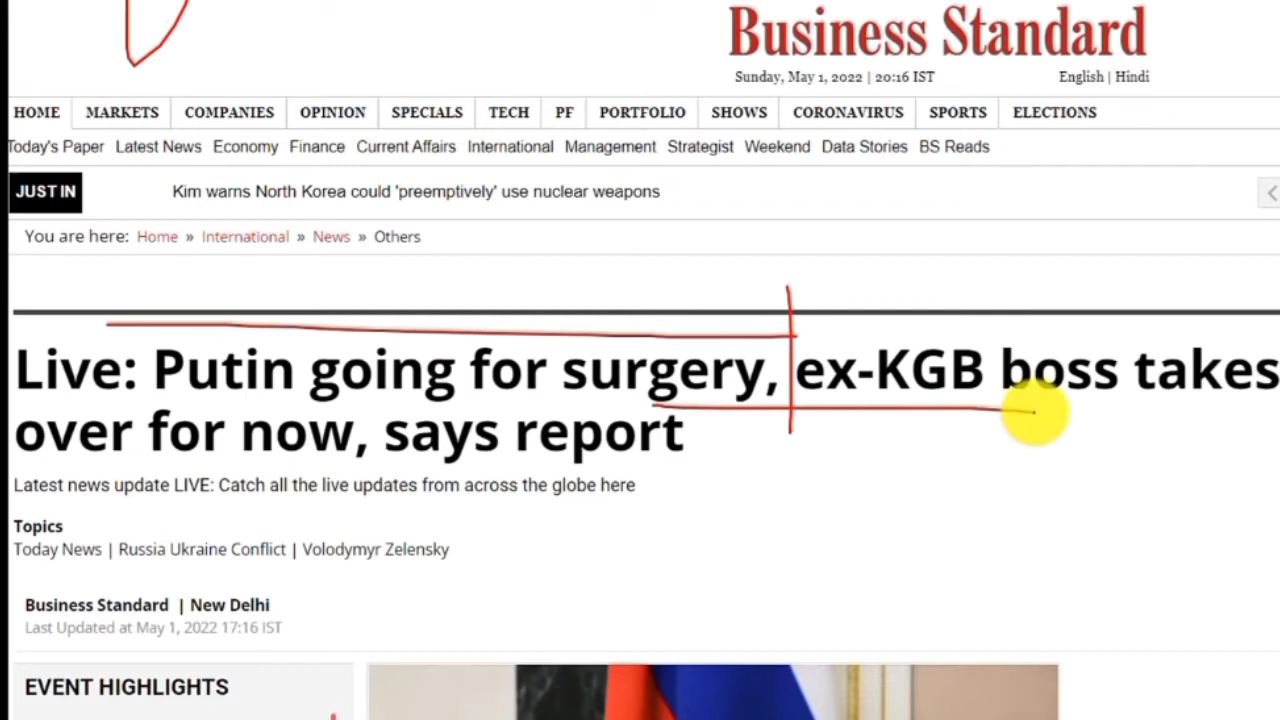 Business Standard
Sunday, May 1, 2022 | 20:16 IST English | Hindi
HOME MARKETS COMPANIES OPINION SPECIALS TECH PF PORTFOLIO SHOWS CORONAVIRUS SPORTS ELECTIONS
Today's Paper Latest News Economy Finance Current Affairs International Management Strategist Weekend Data Stories BS Reads
JUST IN Kim warns North Korea could 'preemptively' use nuclear weapons
You are here: Home » International » News » Others
Live: Putin going for surgery, ex-KGB boss takes
over for now, says report
Latest news update LIVE: Catch all the live updates from across the globe here
Topics
Today News | Russia Ukraine Conflict | Volodymyr Zelensky
Business Standard | New Delhi
Last Updated at May 1, 2022 17:16 IST
EVENT HIGHLIGHTS